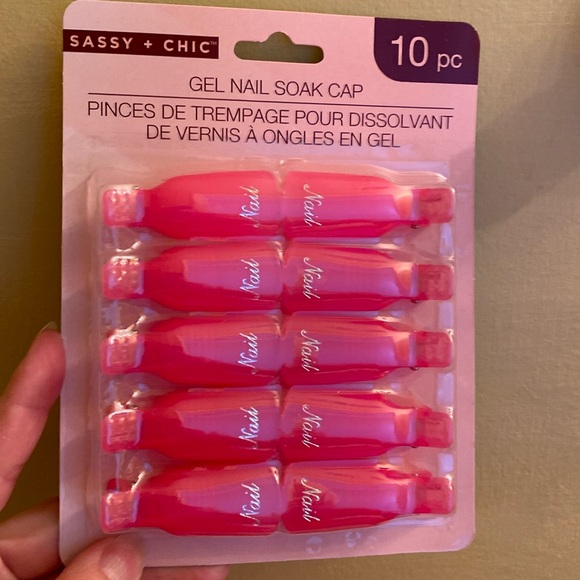 SASSY + CHIC™
10 pc
GEL NAIL SOAK CAP
PINCES DE TREMPAGE POUR DISSOLVANT
DE VERNIS À ONGLES EN GEL
Nail Nail
Nail Nail
Nail Nail
Nail Nail
Nail Nail